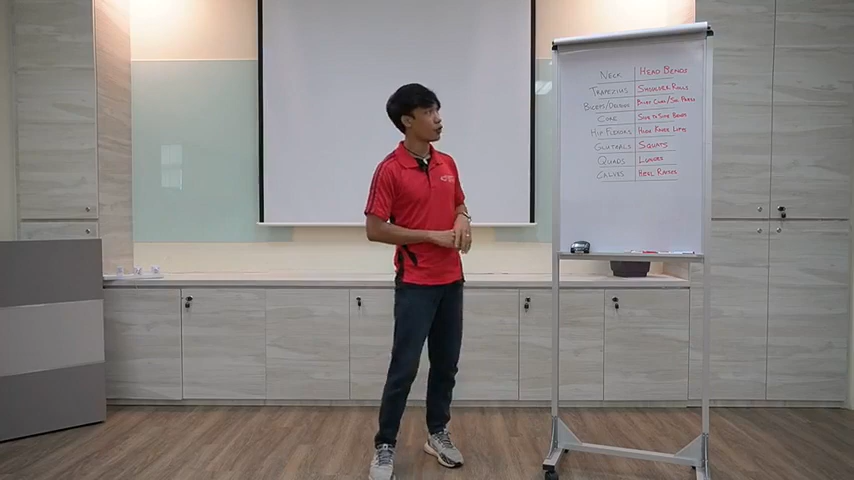 NECK HEAD BENDS
TRAPEZIUS SHOULDER ROLLS
BICEPS/DELTOIDS BICEP CURL/SH. PRESS
CORE SIDE TO SIDE BENDS
HIP FLEXORS HIGH KNEE LIFTS
GLUTEALS SQUATS
QUADS LUNGES
CALVES HEEL RAISES